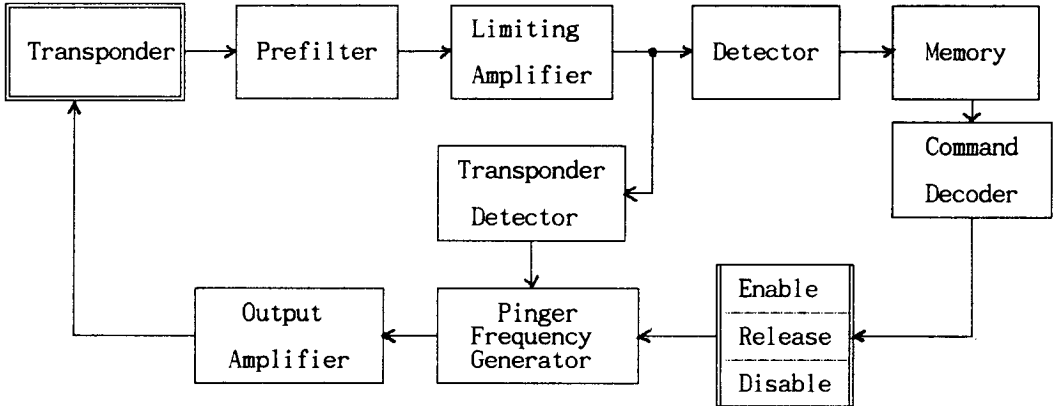 Transponder
Prefilter
Limiting
Amplifier
Detector
Memory
Command
Decoder
Transponder
Detector
Enable
Release
Disable
Pinger
Frequency
Generator
Output
Amplifier